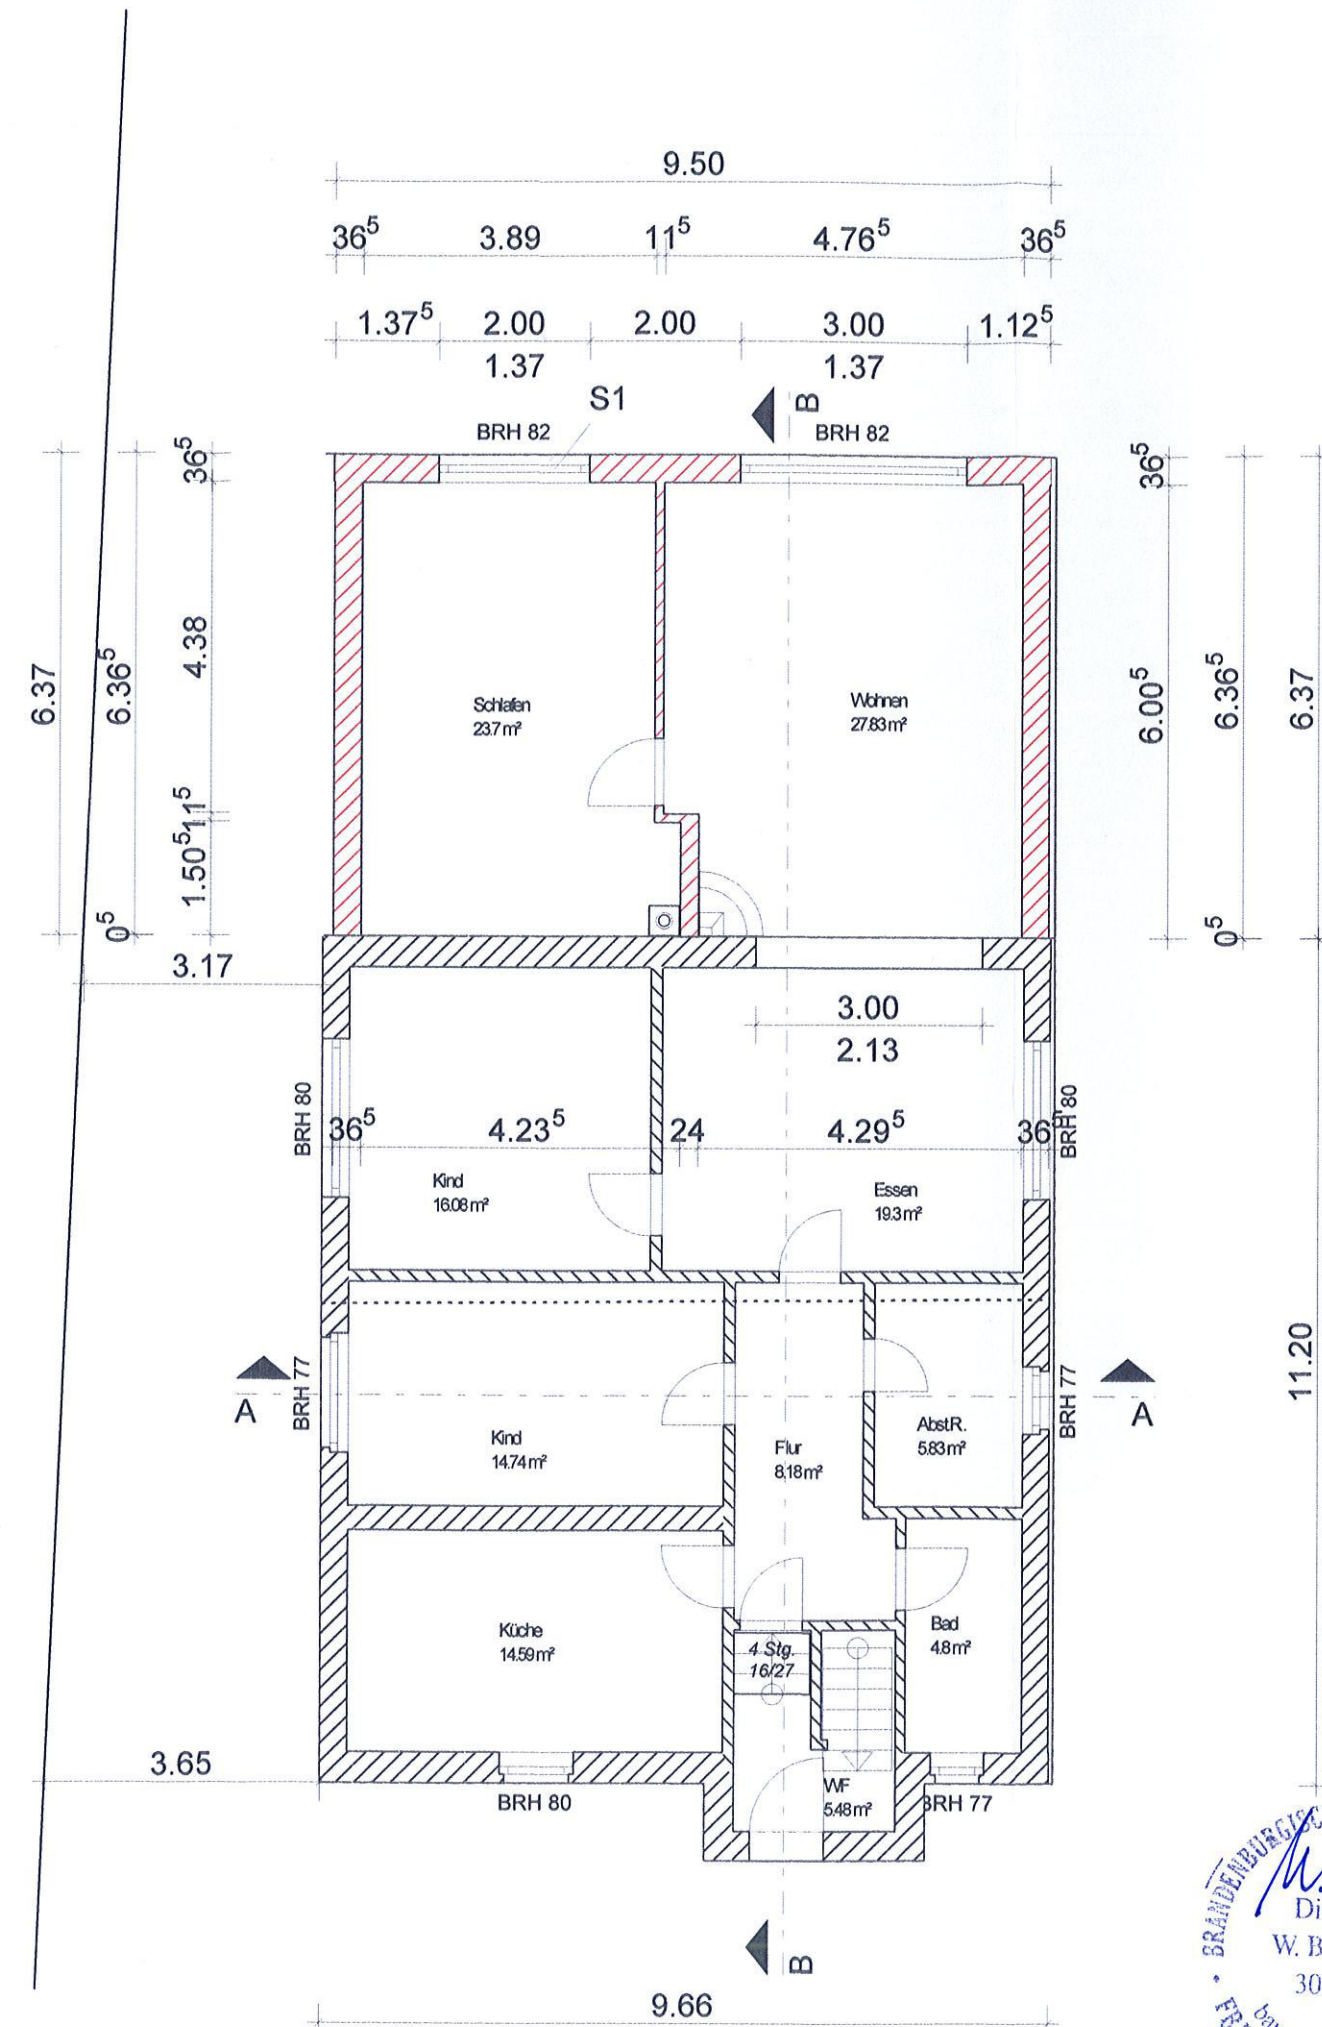 9.50
36⁵ 3.89 11⁵ 4.76⁵ 36⁵
1.37⁵ 2.00 2.00 3.00 1.12⁵
1.37 1.37
S1 B
BRH 82 BRH 82
36⁵
4.38
11⁵
1.50⁵
6.36⁵
0⁵
6.37
36⁵
6.00⁵
6.36⁵
0⁵
6.37
Schlafen
23.7 m²
Wohnen
27.83 m²
3.17
3.00
2.13
BRH 80
36⁵ 4.23⁵ 24 4.29⁵ 36⁵
BRH 80
Kind
16.08 m²
Essen
19.3 m²
11.20
BRH 77
A
BRH 77
A
Kind
14.74 m²
Flur
8.18 m²
AbstR.
5.83 m²
Küche
14.59 m²
4 Stg.
16/27
Bad
4.8 m²
3.65
WF
5.48 m²
BRH 80
BRH 77
B
9.66
BRANDENBURGISC
Di
W. B
30